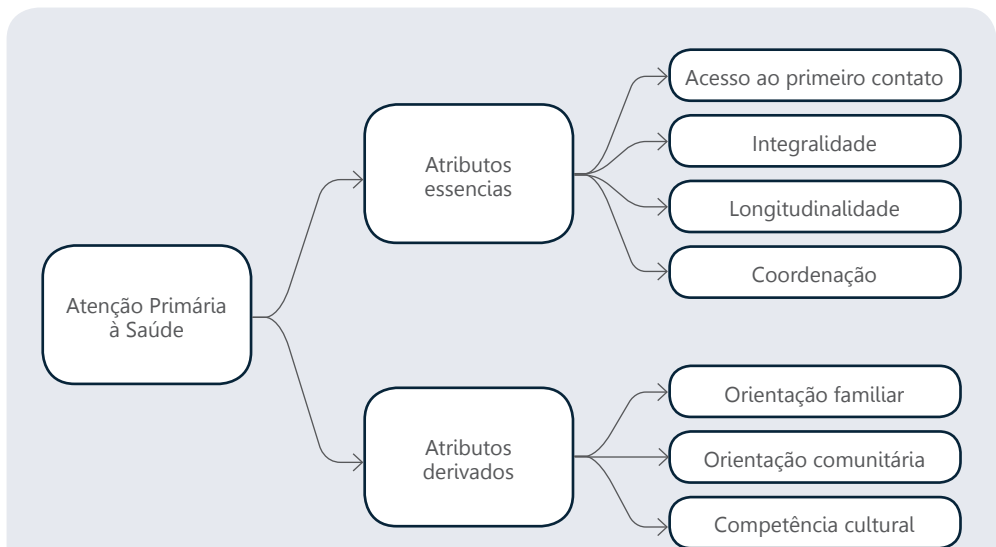 Atenção Primária
à Saúde
Atributos
essencias
Acesso ao primeiro contato
Integralidade
Longitudinalidade
Coordenação
Atributos
derivados
Orientação familiar
Orientação comunitária
Competência cultural